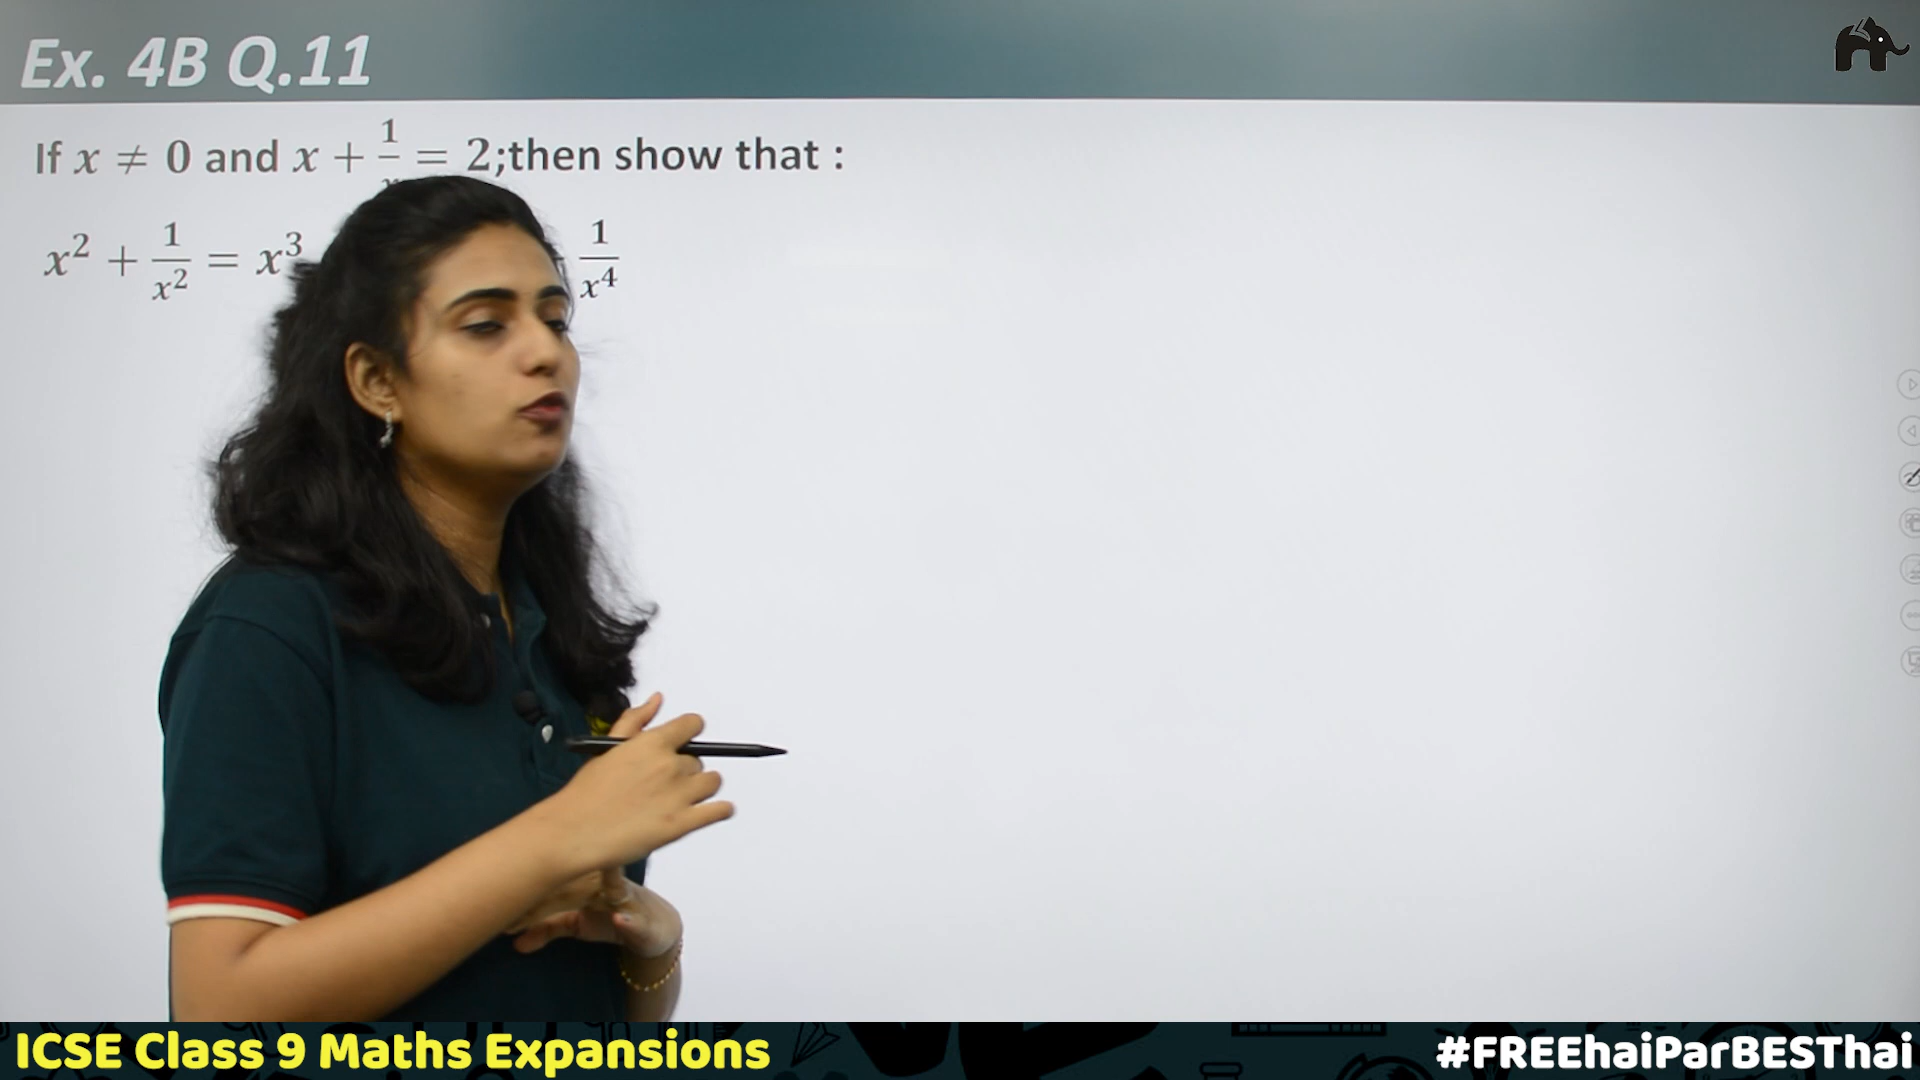 Ex. 4B Q.11
If x ≠ 0 and x + 1/x = 2;then show that :
x² + 1/x² = x³ 1/x⁴
ICSE Class 9 Maths Expansions
#FREEhaiParBESThai